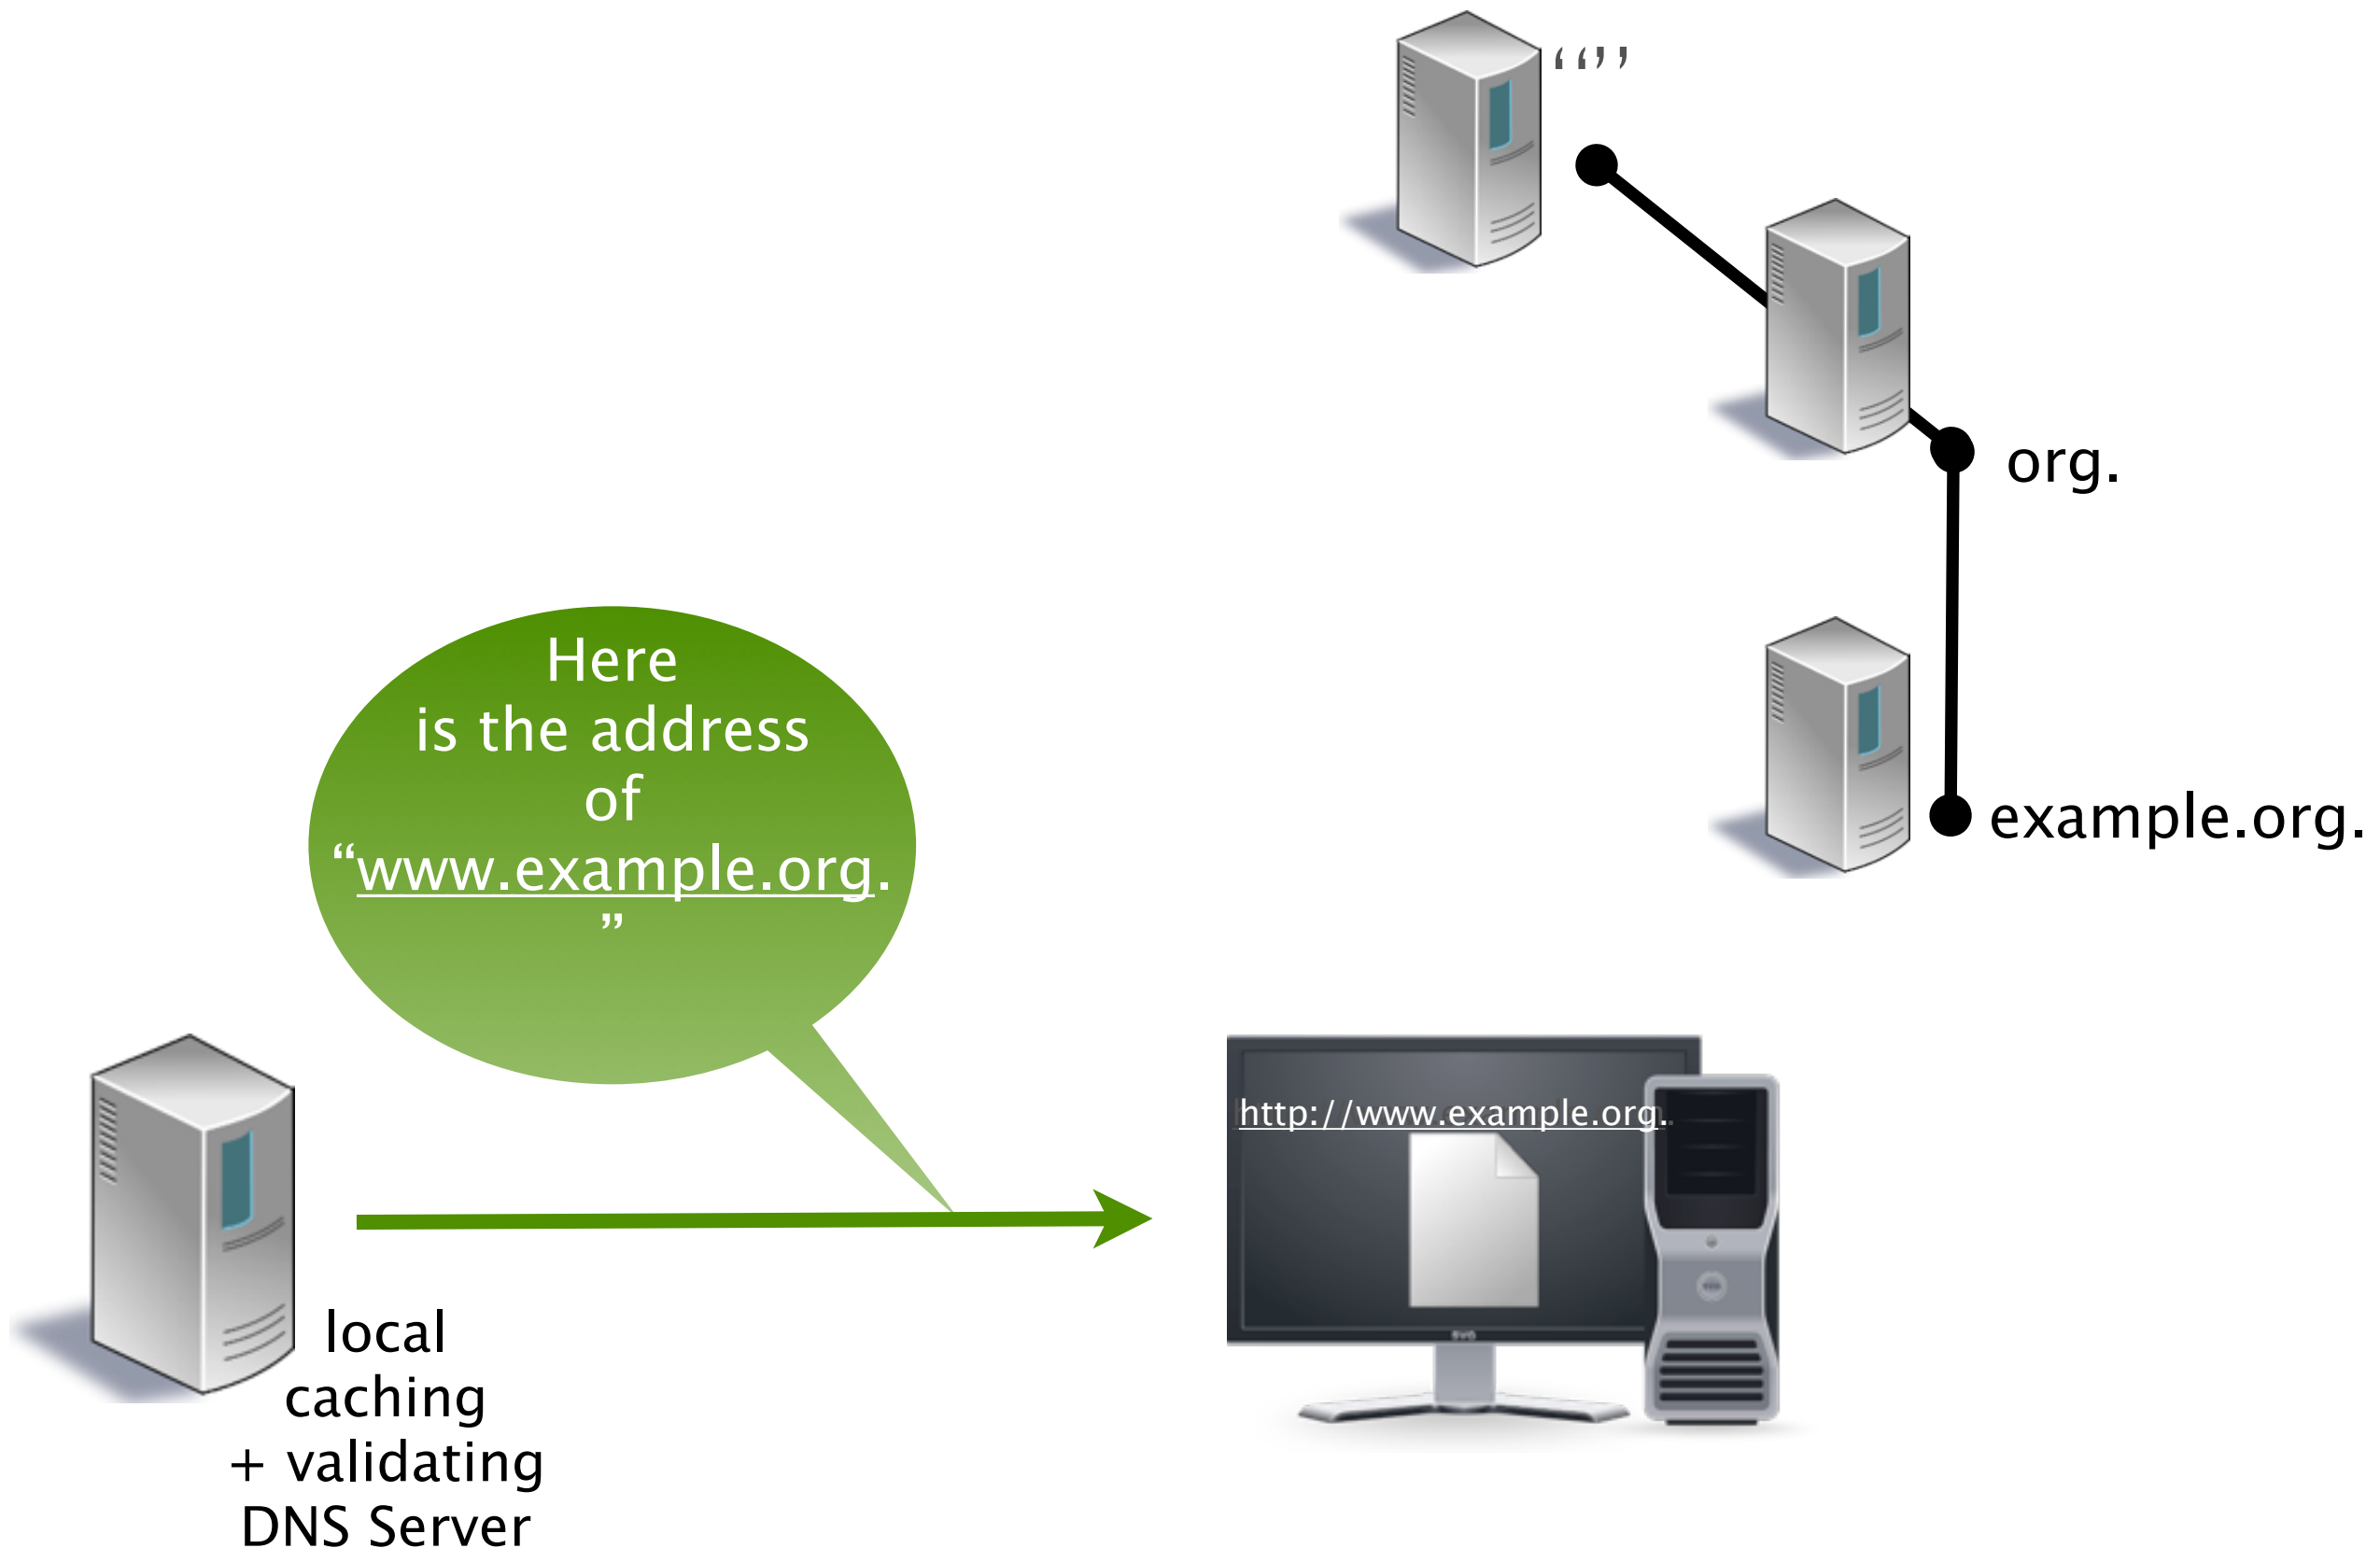 “”
org.
example.org.
Here
is the address
of
“www.example.org.
”
http://www.example.org.
local
caching
+ validating
DNS Server